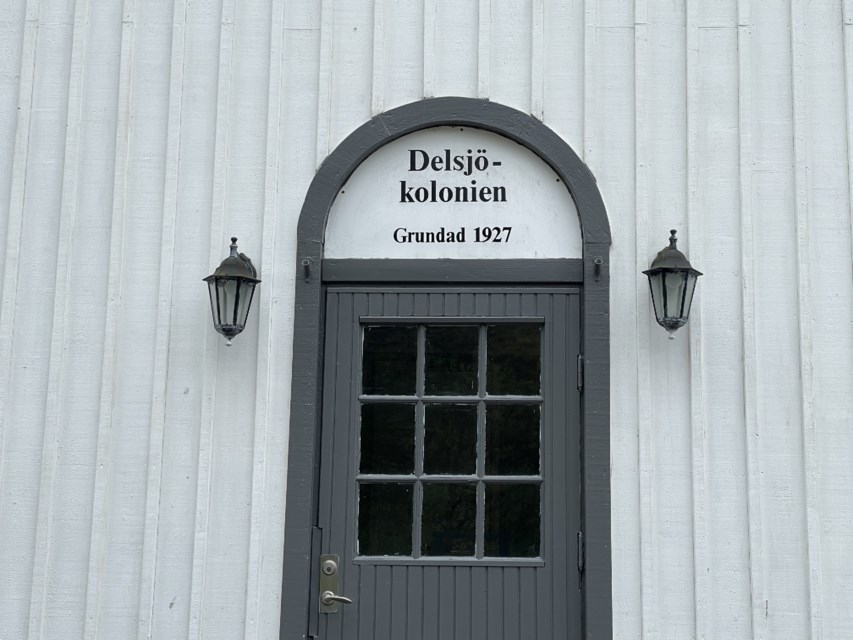 Delsjö-
kolonien
Grundad 1927